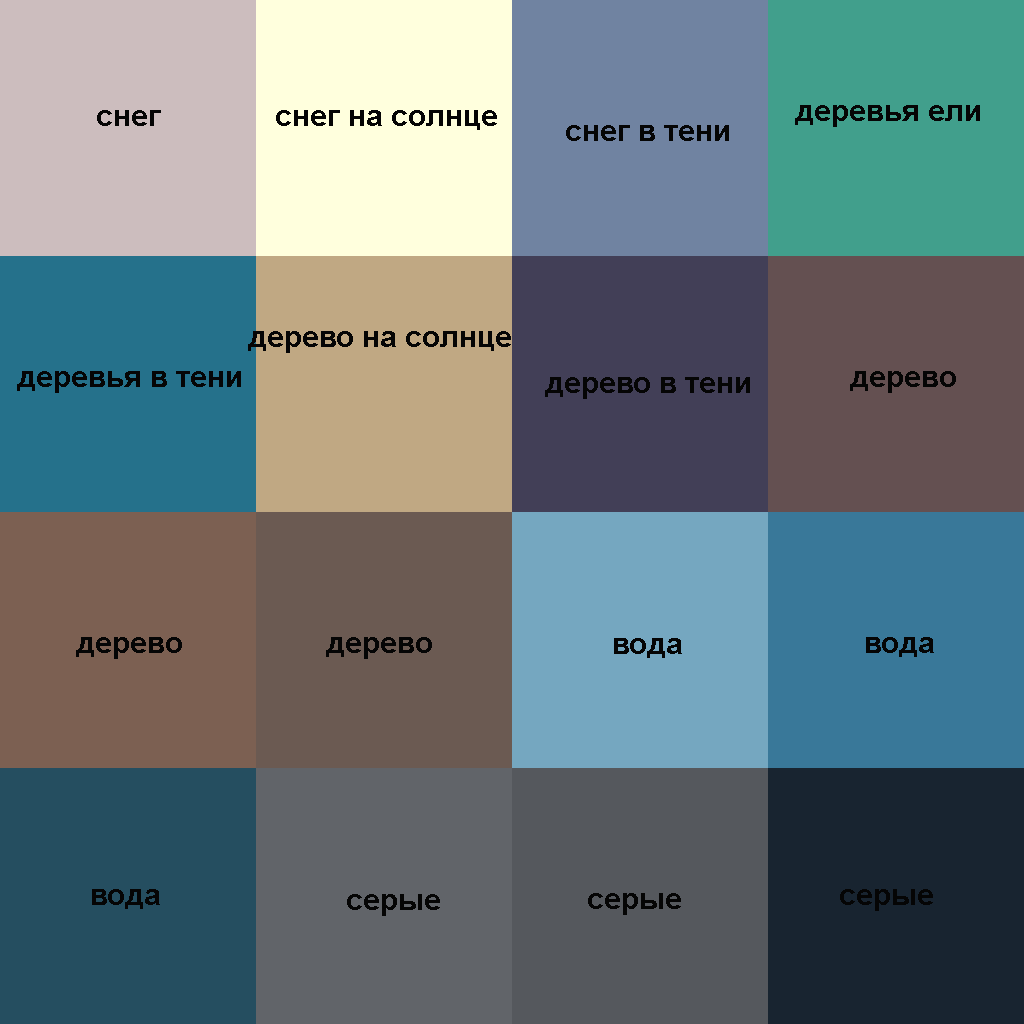 снег
снег на солнце
снег в тени
деревья ели
деревья в тени
дерево на солнце
дерево в тени
дерево
дерево
дерево
вода
вода
вода
серые
серые
серые